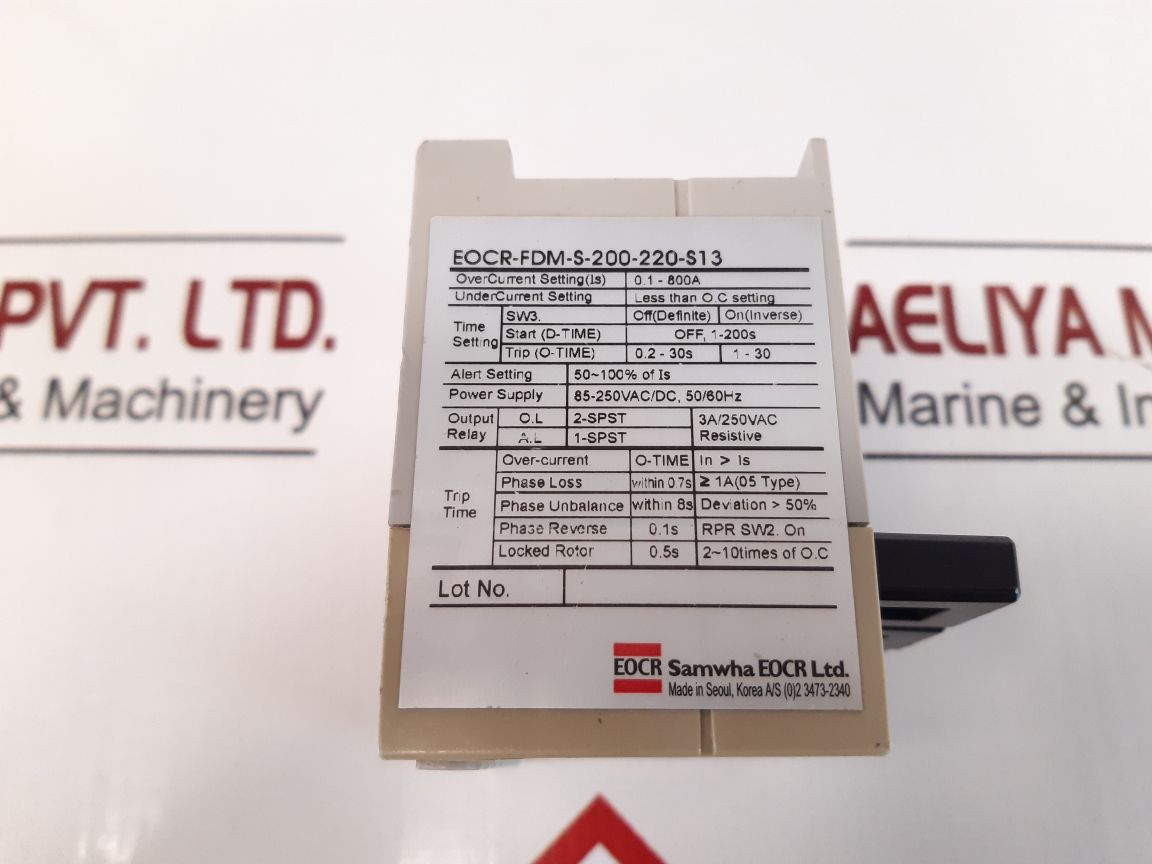 PVT. LTD.
& Machinery
AELIYA M
Marine & In
EOCR-FDM-S-200-220-S13
OverCurrent Setting(Is) 0.1 - 800A
UnderCurrent Setting Less than O.C setting
Time Setting SW3. Off(Definite) On(Inverse)
Start (D-TIME) OFF, 1-200s
Trip (O-TIME) 0.2 - 30s 1 - 30
Alert Setting 50~100% of Is
Power Supply 85-250VAC/DC, 50/60Hz
Output Relay O.L 2-SPST 3A/250VAC Resistive
A.L 1-SPST
Trip Time Over-current O-TIME In > Is
Phase Loss within 0.7s ≥ 1A(05 Type)
Phase Unbalance within 8s Deviation > 50%
Phase Reverse 0.1s RPR SW2. On
Locked Rotor 0.5s 2~10times of O.C
Lot No.
EOCR Samwha EOCR Ltd.
Made in Seoul, Korea A/S (0)2 3473-2340